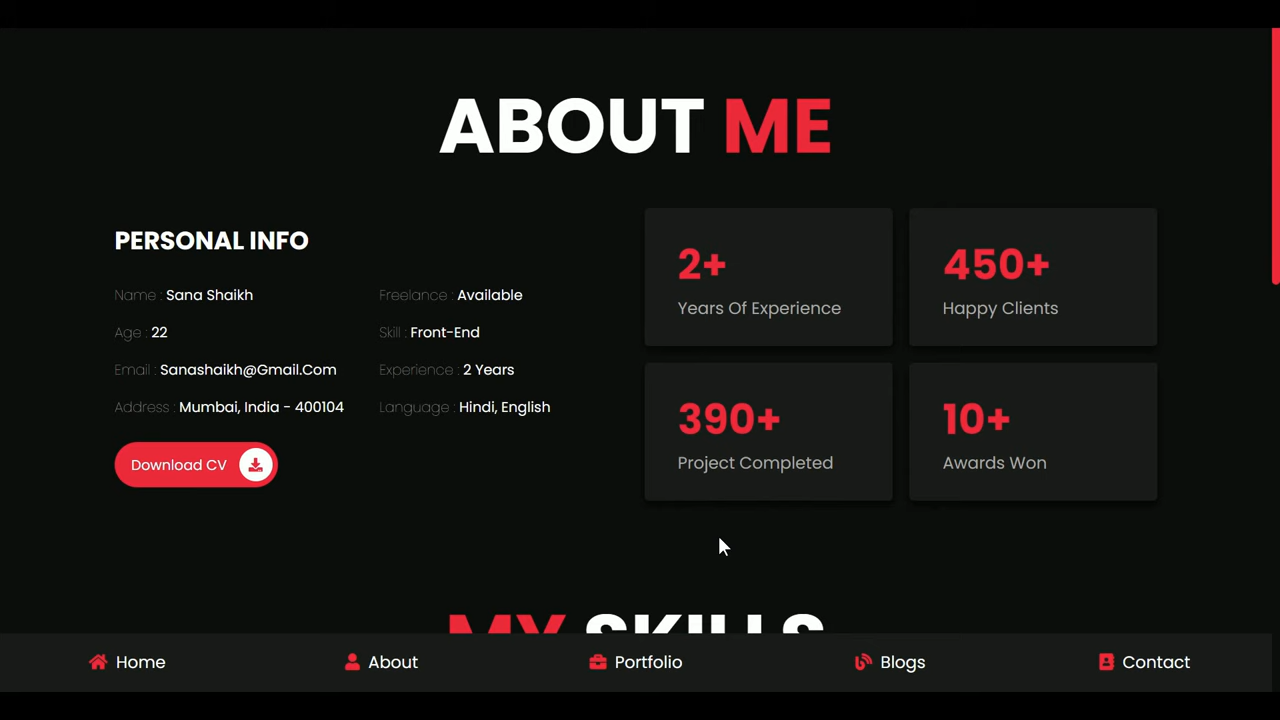 ABOUT ME
PERSONAL INFO
Name : Sana Shaikh
Age : 22
Email : Sanashaikh@Gmail.Com
Address : Mumbai, India - 400104
Freelance : Available
Skill : Front-End
Experience : 2 Years
Language : Hindi, English
Download CV
2+
Years Of Experience
450+
Happy Clients
390+
Project Completed
10+
Awards Won
MY SKILLS
Home
About
Portfolio
Blogs
Contact